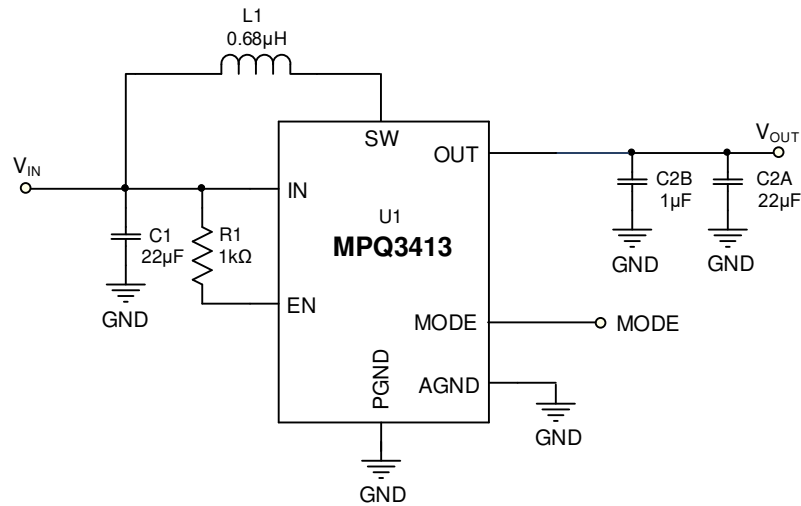 L1
0.68µH
SW
OUT
VOUT
VIN
IN
C2B
1µF
C2A
22µF
U1
MPQ3413
C1
22µF
R1
1kΩ
GND
GND
GND
EN
MODE
MODE
PGND
AGND
GND
GND